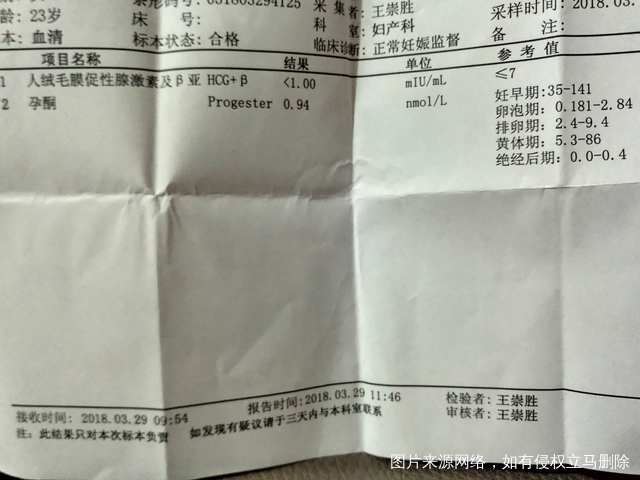 龄: 23岁 条形码号: 031803294125 采集者: 王崇胜 采样时间: 2018.03.
床 号: 科 室: 妇产科 备 注:
本: 血清 标本状态: 合格 临床诊断: 正常妊娠监督
项目名称 结果 单位 参考值
1 人绒毛膜促性腺激素及β亚 HCG+β <1.00 mIU/mL ≤7
2 孕酮 Progester 0.94 nmol/L 妊早期: 35-141
卵泡期: 0.181-2.84
排卵期: 2.4-9.4
黄体期: 5.3-86
绝经后期: 0.0-0.4
接收时间: 2018.03.29 09:54 报告时间: 2018.03.29 11:46 检验者: 王崇胜
注: 此结果只对本次标本负责 如发现有疑议请于三天内与本科室联系 审核者: 王崇胜
图片来源网络，如有侵权立马删除